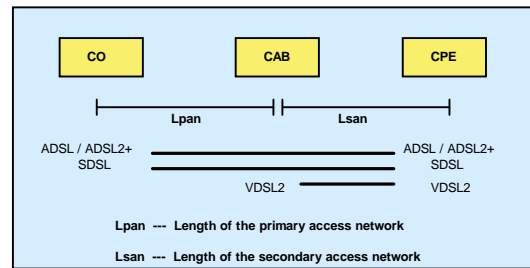 CO CAB CPE
Lpan Lsan
ADSL / ADSL2+ ADSL / ADSL2+
SDSL SDSL
VDSL2 VDSL2
Lpan --- Length of the primary access network
Lsan --- Length of the secondary access network